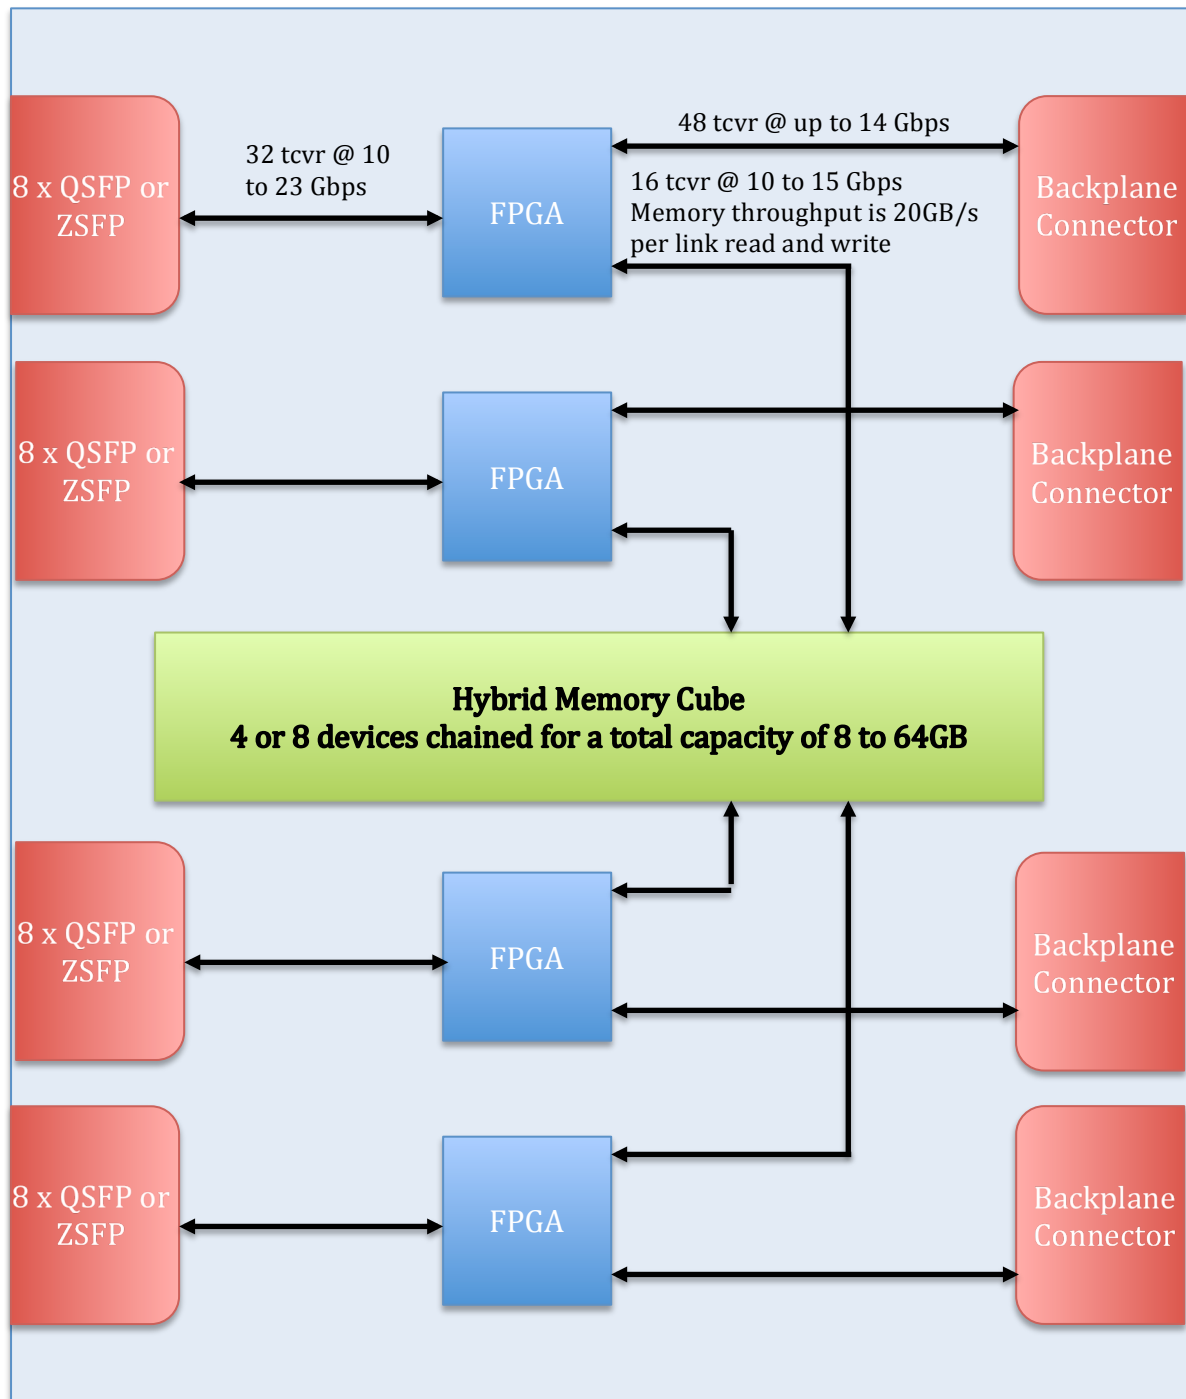 48 tcvr @ up to 14 Gbps
32 tcvr @ 10
to 23 Gbps
8 x QSFP or
ZSFP
FPGA
16 tcvr @ 10 to 15 Gbps
Memory throughput is 20GB/s
per link read and write
Backplane
Connector
8 x QSFP or
ZSFP
FPGA
Backplane
Connector
Hybrid Memory Cube
4 or 8 devices chained for a total capacity of 8 to 64GB
8 x QSFP or
ZSFP
FPGA
Backplane
Connector
8 x QSFP or
ZSFP
FPGA
Backplane
Connector